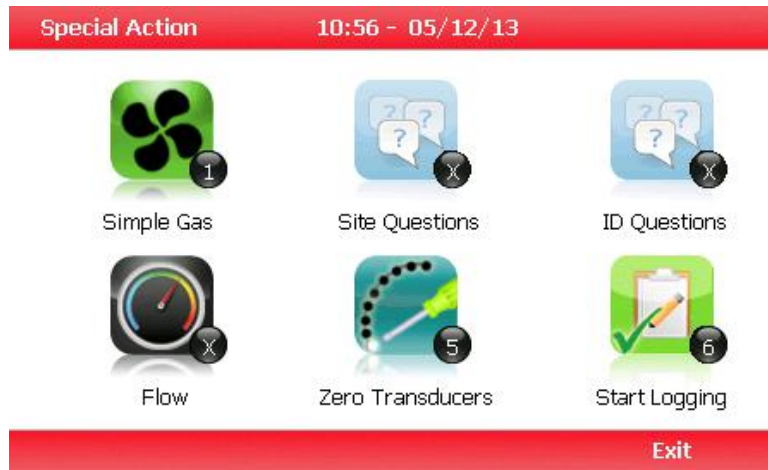 Special Action 10:56 - 05/12/13
? ? ? X
? ? ? X
1
Simple Gas Site Questions ID Questions
X 5 6
Flow Zero Transducers Start Logging
Exit